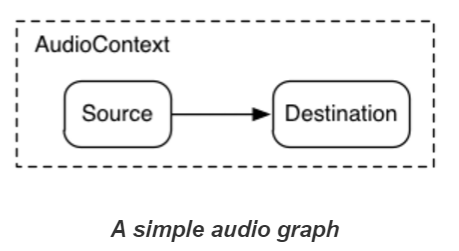 AudioContext
Source
Destination
A simple audio graph